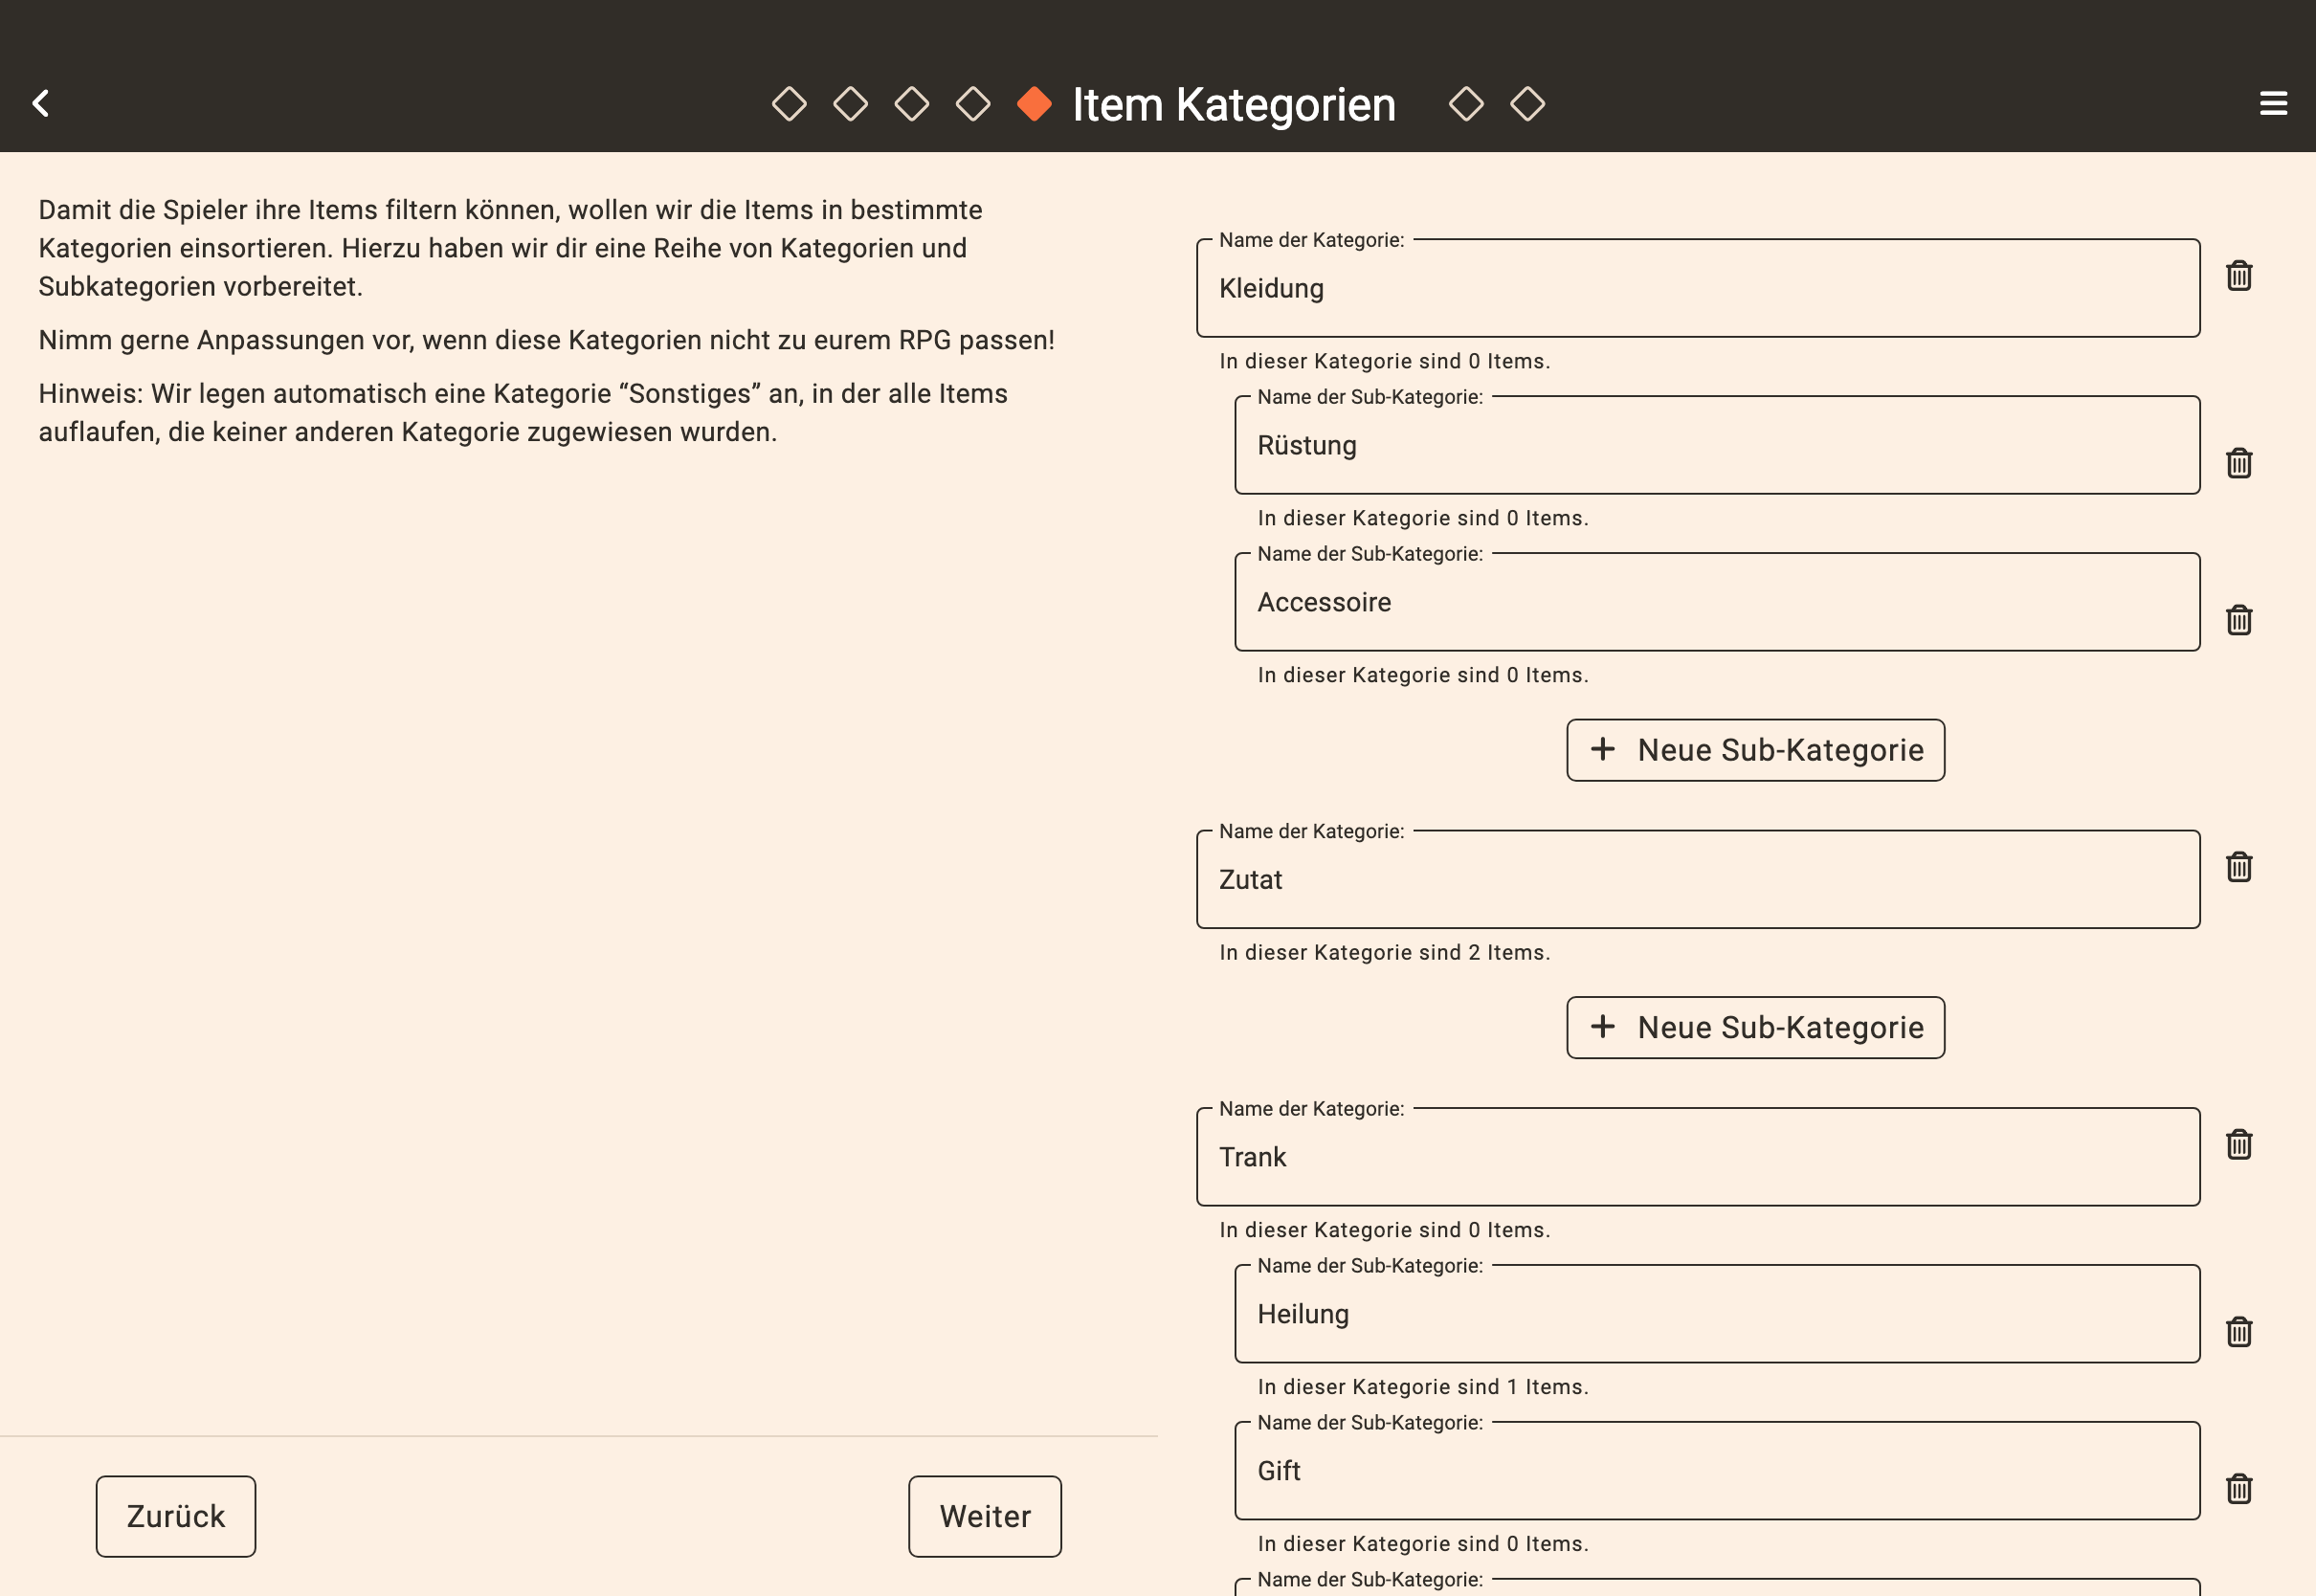 Item Kategorien
Damit die Spieler ihre Items filtern können, wollen wir die Items in bestimmte
Kategorien einsortieren. Hierzu haben wir dir eine Reihe von Kategorien und
Subkategorien vorbereitet.
Nimm gerne Anpassungen vor, wenn diese Kategorien nicht zu eurem RPG passen!
Hinweis: Wir legen automatisch eine Kategorie “Sonstiges” an, in der alle Items
auflaufen, die keiner anderen Kategorie zugewiesen wurden.
Zurück
Weiter
Name der Kategorie:
Kleidung
In dieser Kategorie sind 0 Items.
Name der Sub-Kategorie:
Rüstung
In dieser Kategorie sind 0 Items.
Name der Sub-Kategorie:
Accessoire
In dieser Kategorie sind 0 Items.
+ Neue Sub-Kategorie
Name der Kategorie:
Zutat
In dieser Kategorie sind 2 Items.
+ Neue Sub-Kategorie
Name der Kategorie:
Trank
In dieser Kategorie sind 0 Items.
Name der Sub-Kategorie:
Heilung
In dieser Kategorie sind 1 Items.
Name der Sub-Kategorie:
Gift
In dieser Kategorie sind 0 Items.
Name der Sub-Kategorie: